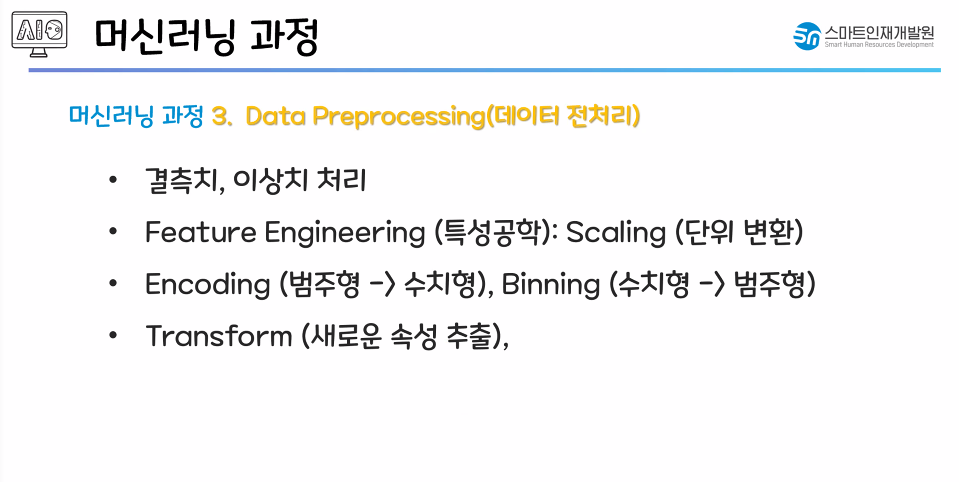 AI
머신러닝 과정
스마트인재개발원
Smart Human Resources Development
머신러닝 과정 3. Data Preprocessing(데이터 전처리)
• 결측치, 이상치 처리
• Feature Engineering (특성공학): Scaling (단위 변환)
• Encoding (범주형 -> 수치형), Binning (수치형 -> 범주형)
• Transform (새로운 속성 추출),